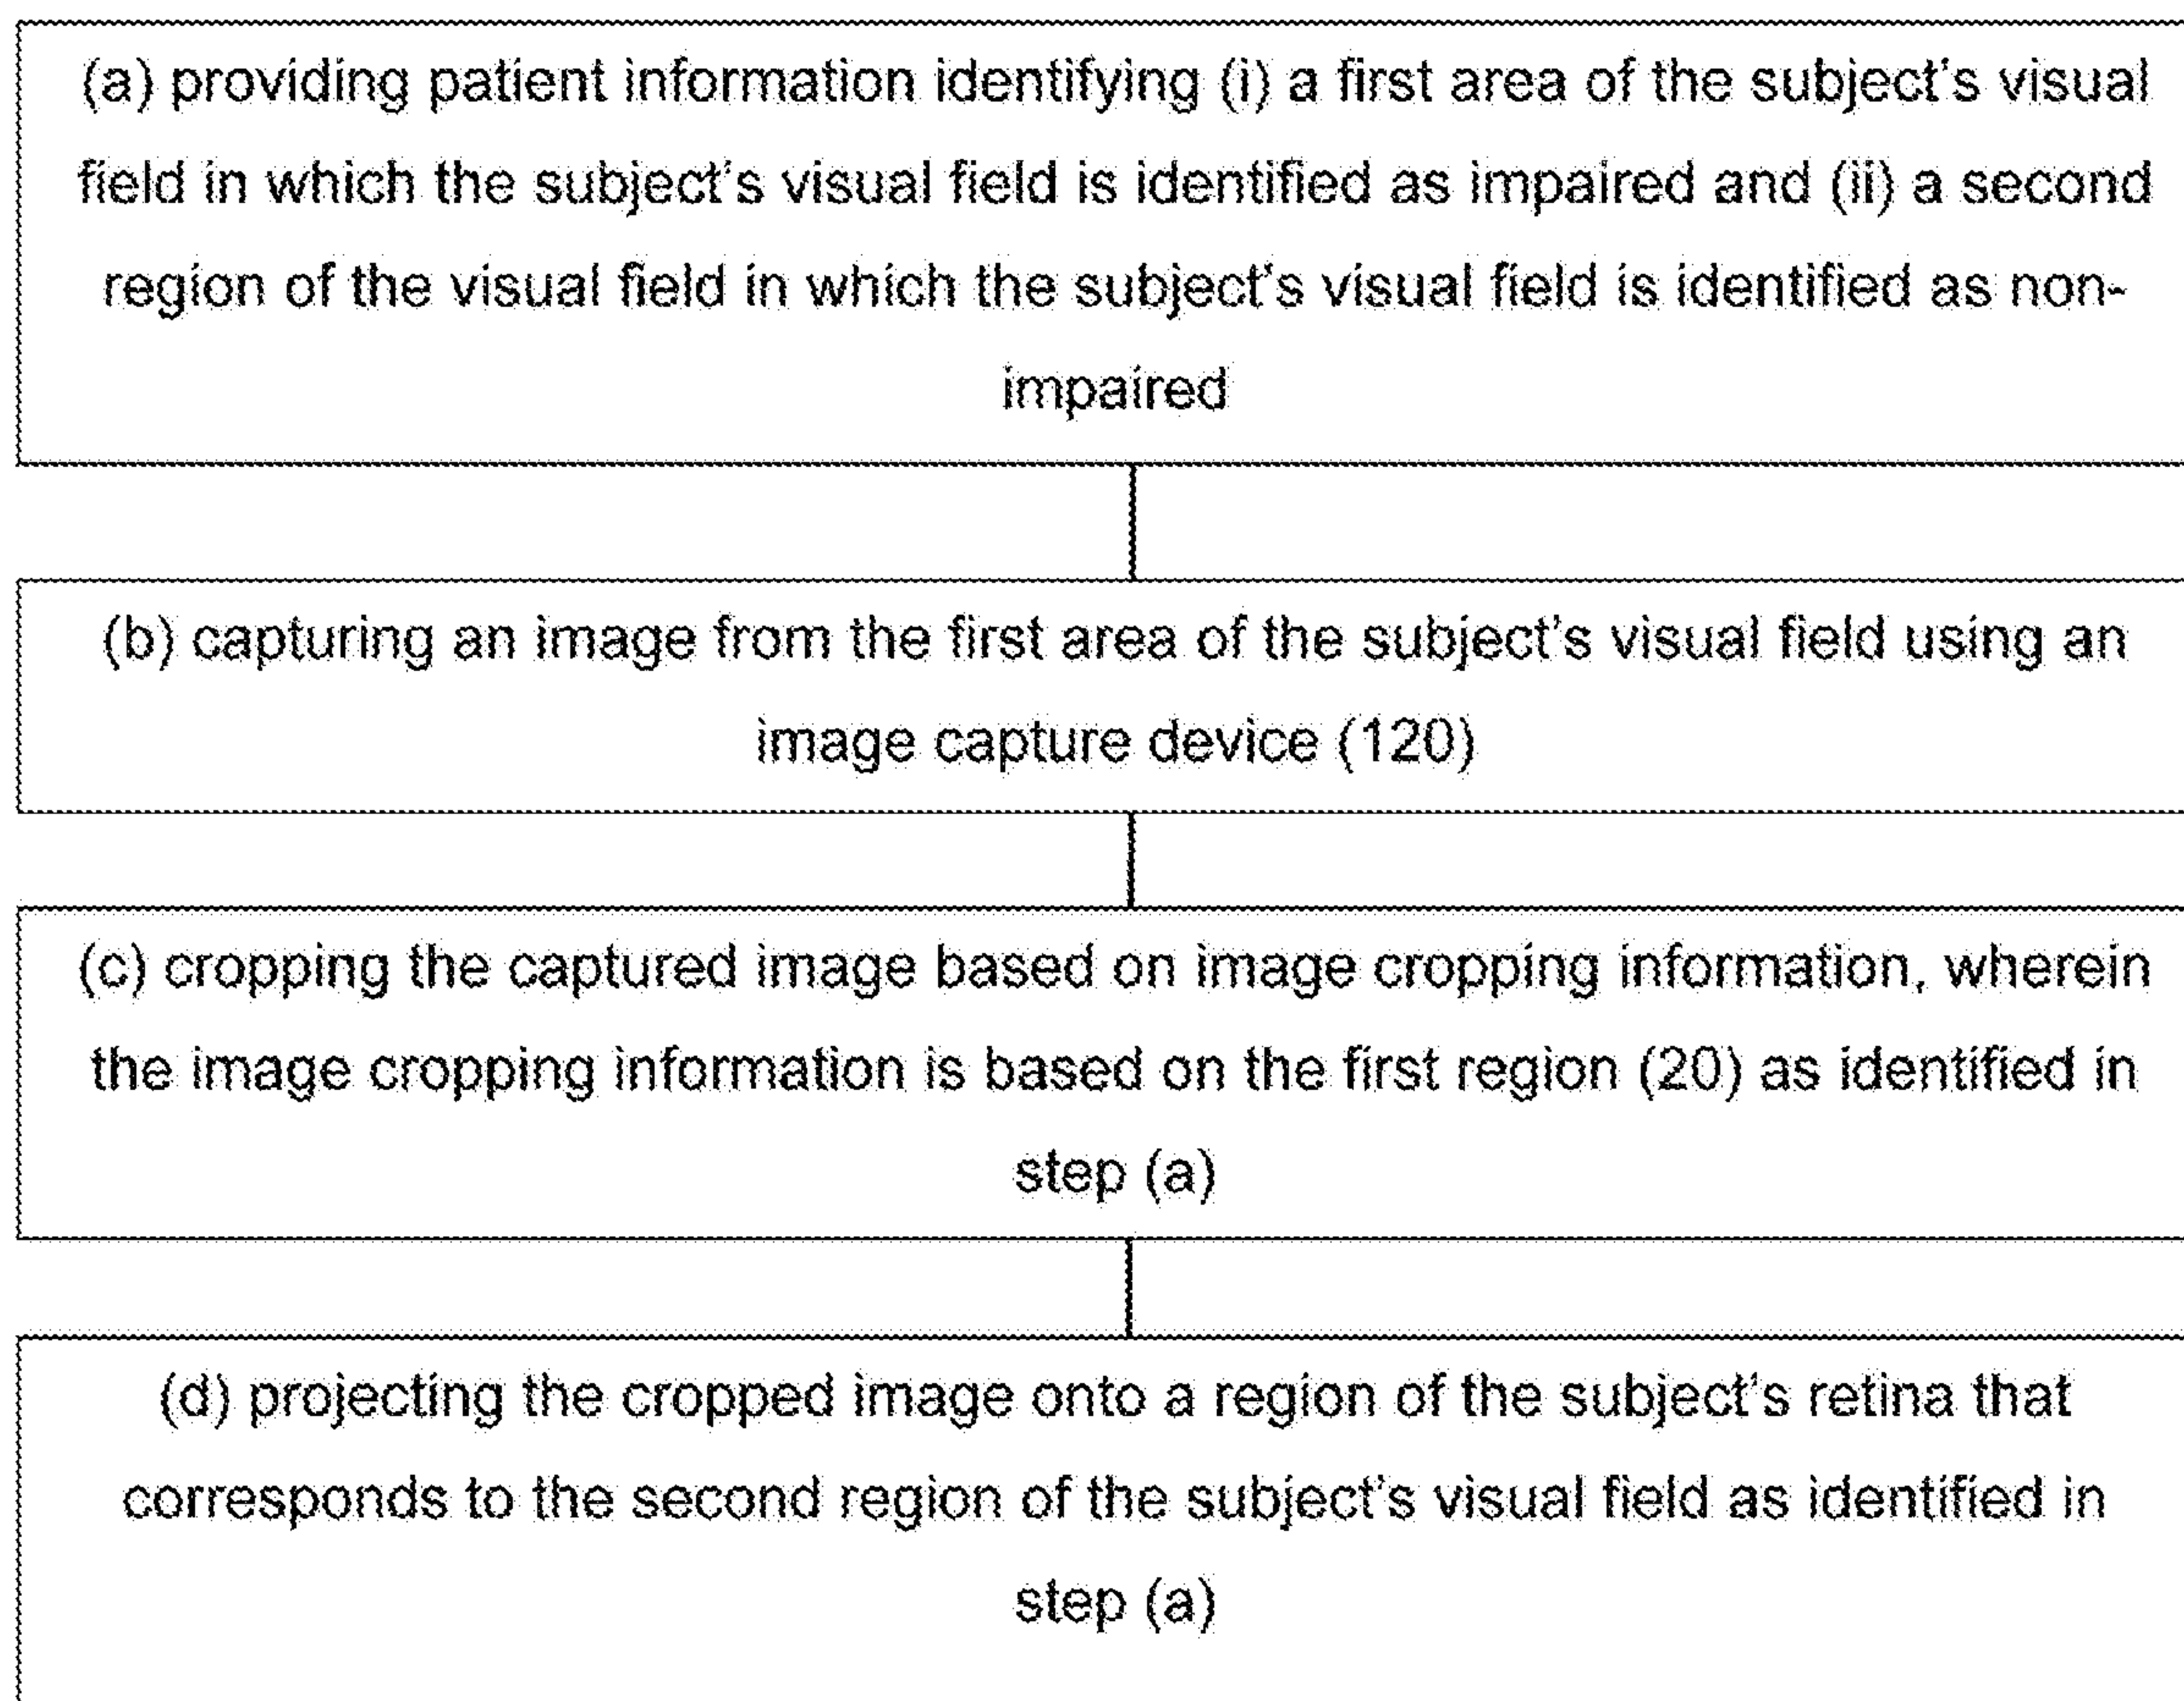 (a) providing patient information identifying (i) a first area of the subject's visual
field in which the subject's visual field is identified as impaired and (ii) a second
region of the visual field in which the subject's visual field is identified as non-
impaired
(b) capturing an image from the first area of the subject's visual field using an
image capture device (120)
(c) cropping the captured image based on image cropping information, wherein
the image cropping information is based on the first region (20) as identified in
step (a)
(d) projecting the cropped image onto a region of the subject's retina that
corresponds to the second region of the subject's visual field as identified in
step (a)